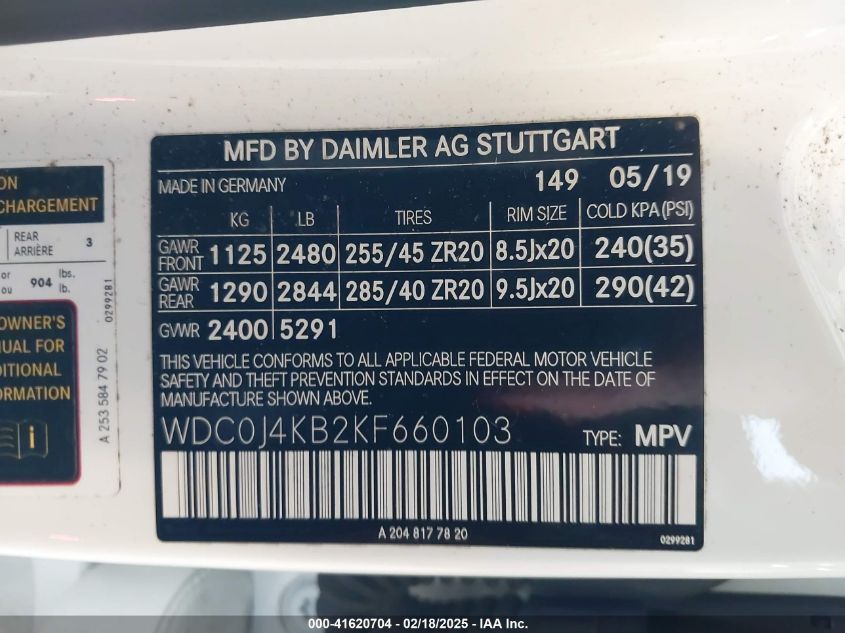 MFD BY DAIMLER AG STUTTGART
MADE IN GERMANY 149 05/19
KG LB TIRES RIM SIZE COLD KPA(PSI)
GAWR FRONT 1125 2480 255/45 ZR20 8.5Jx20 240(35)
GAWR REAR 1290 2844 285/40 ZR20 9.5Jx20 290(42)
GVWR 2400 5291
THIS VEHICLE CONFORMS TO ALL APPLICABLE FEDERAL MOTOR VEHICLE
SAFETY AND THEFT PREVENTION STANDARDS IN EFFECT ON THE DATE OF
MANUFACTURE SHOWN ABOVE.
WDC0J4KB2KF660103 TYPE: MPV
A 204 817 78 20
0299281
ON
CHARGEMENT
REAR
ARRIÈRE 3
or
ou 904 lbs.
lb.
OWNER'S
FOR
0299281
A 253 584 79 02
000-41620704 - 02/18/2025 - IAA Inc.